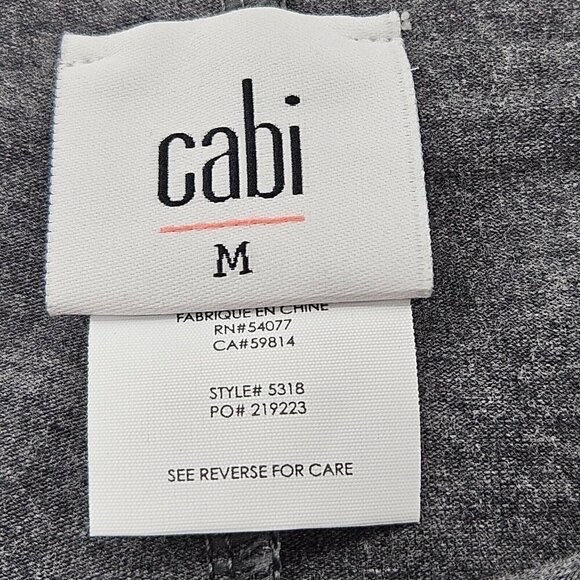 cabi
M
FABRIQUE EN CHINE
RN#54077
CA#59814
STYLE# 5318
PO# 219223
SEE REVERSE FOR CARE